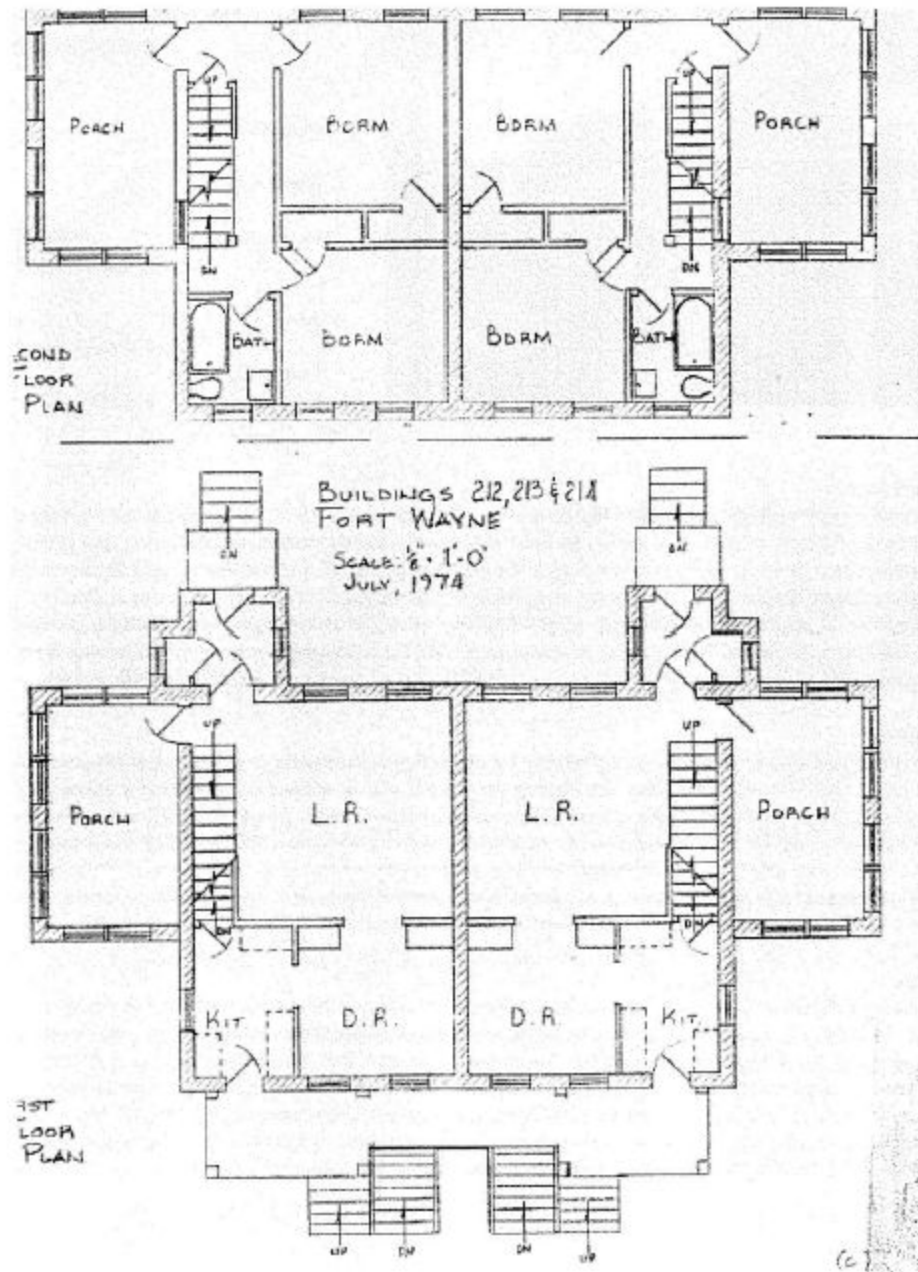 UP
UP
PORCH
BDRM
BDRM
PORCH
DN
DN
BATH
BDRM
BDRM
BATH
COND
LOOR
PLAN
BUILDINGS 212, 213 & 214
FORT WAYNE
SCALE: 1/8" = 1'-0"
JULY, 1974
DN
DN
UP
UP
PORCH
L.R.
L.R.
PORCH
DN
DN
KIT.
D.R.
D.R.
KIT.
1ST
LOOR
PLAN
UP
DN
DN
UP
(c)